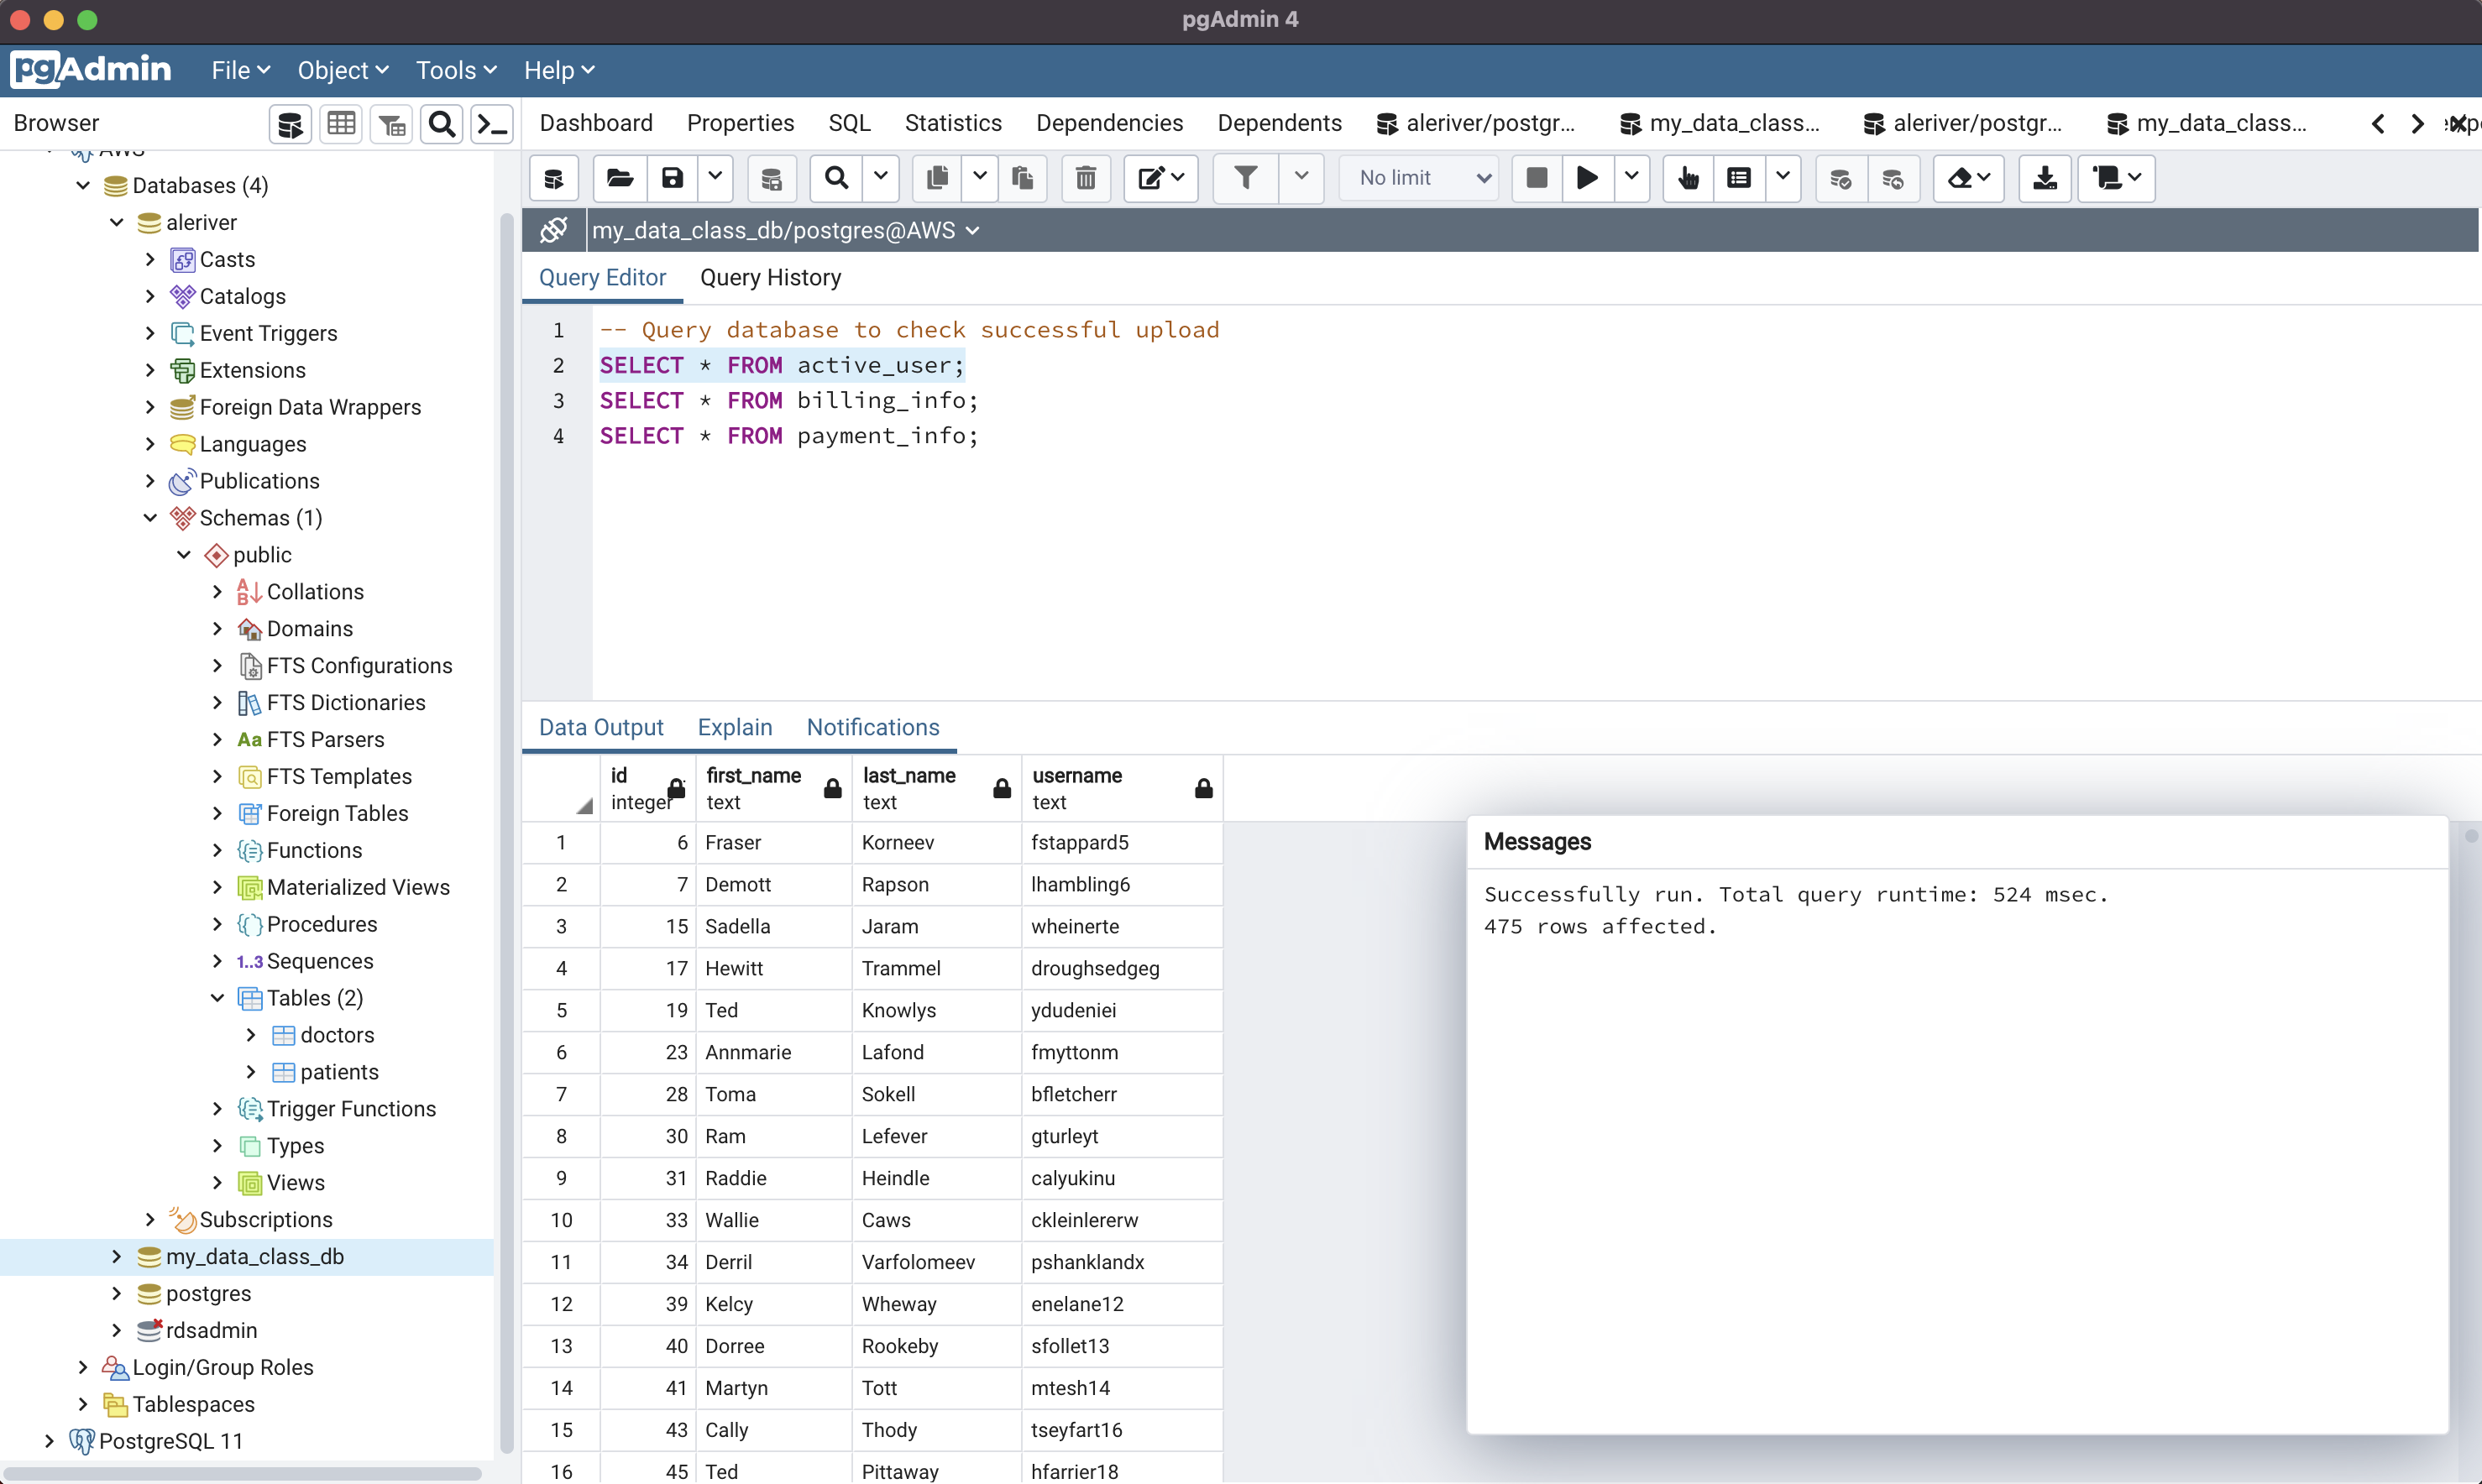 pgAdmin 4
pgAdmin File Object Tools Help
Browser
Dashboard Properties SQL Statistics Dependencies Dependents aleriver/postgr... my_data_class... aleriver/postgr... my_data_class...
No limit
my_data_class_db/postgres@AWS
Query Editor Query History
AWS
Databases (4)
aleriver
Casts
Catalogs
Event Triggers
Extensions
Foreign Data Wrappers
Languages
Publications
Schemas (1)
public
Collations
Domains
FTS Configurations
FTS Dictionaries
Aa FTS Parsers
FTS Templates
Foreign Tables
Functions
Materialized Views
Procedures
1..3 Sequences
Tables (2)
doctors
patients
Trigger Functions
Types
Views
Subscriptions
my_data_class_db
postgres
rdsadmin
Login/Group Roles
Tablespaces
PostgreSQL 11
1 -- Query database to check successful upload
2 SELECT * FROM active_user;
3 SELECT * FROM billing_info;
4 SELECT * FROM payment_info;
Data Output Explain Notifications
id first_name last_name username
integer text text text
1 6 Fraser Korneev fstappard5
2 7 Demott Rapson lhambling6
3 15 Sadella Jaram wheinerte
4 17 Hewitt Trammel droughsedgeg
5 19 Ted Knowlys ydudeniei
6 23 Annmarie Lafond fmyttonm
7 28 Toma Sokell bfletcherr
8 30 Ram Lefever gturleyt
9 31 Raddie Heindle calyukinu
10 33 Wallie Caws ckleinlererw
11 34 Derril Varfolomeev pshanklandx
12 39 Kelcy Wheway enelane12
13 40 Dorree Rookeby sfollet13
14 41 Martyn Tott mtesh14
15 43 Cally Thody tseyfart16
16 45 Ted Pittaway hfarrier18
Messages
Successfully run. Total query runtime: 524 msec.
475 rows affected.